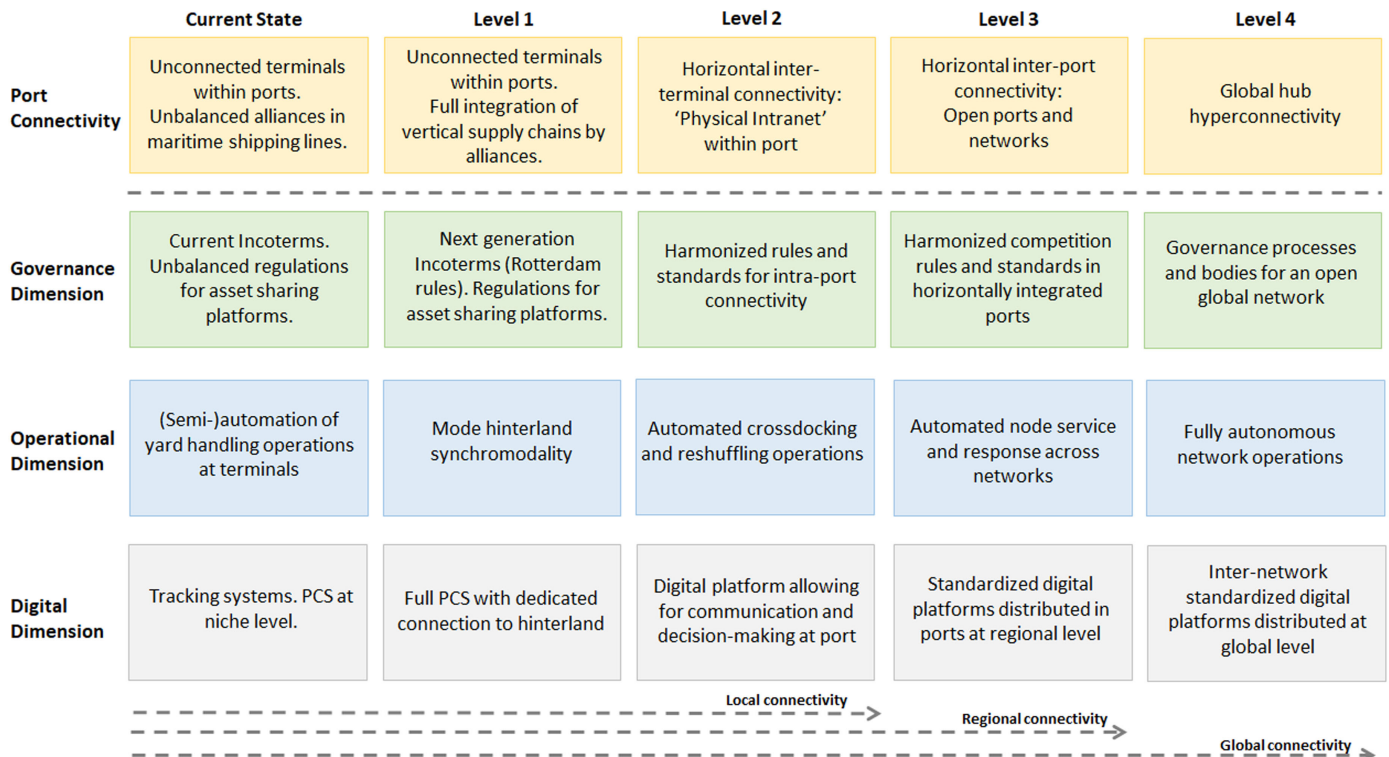 Current State
Level 1
Level 2
Level 3
Level 4
Port
Connectivity
Unconnected terminals
within ports.
Unbalanced alliances in
maritime shipping lines.
Unconnected terminals
within ports.
Full integration of
vertical supply chains by
alliances.
Horizontal inter-
terminal connectivity:
‘Physical Intranet’
within port
Horizontal inter-port
connectivity:
Open ports and
networks
Global hub
hyperconnectivity
Governance
Dimension
Current Incoterms.
Unbalanced regulations
for asset sharing
platforms.
Next generation
Incoterms (Rotterdam
rules). Regulations for
asset sharing platforms.
Harmonized rules and
standards for intra-port
connectivity
Harmonized competition
rules and standards in
horizontally integrated
ports
Governance processes
and bodies for an open
global network
Operational
Dimension
(Semi-)automation of
yard handling operations
at terminals
Mode hinterland
synchromodality
Automated crossdocking
and reshuffling operations
Automated node service
and response across
networks
Fully autonomous
network operations
Digital
Dimension
Tracking systems. PCS at
niche level.
Full PCS with dedicated
connection to hinterland
Digital platform allowing
for communication and
decision-making at port
Standardized digital
platforms distributed in
ports at regional level
Inter-network
standardized digital
platforms distributed at
global level
Local connectivity
Regional connectivity
Global connectivity